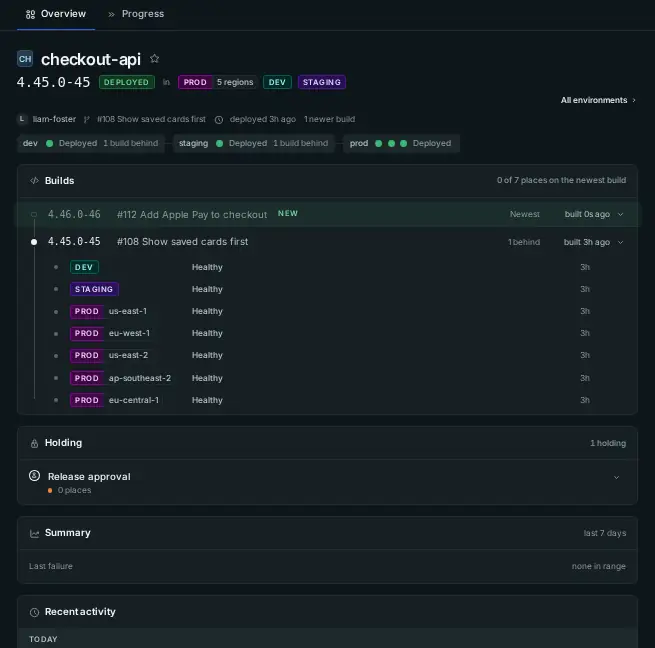 Overview Progress
CH checkout-api
4.45.0-45 DEPLOYED in PROD 5 regions DEV STAGING
All environments
L liam-foster #108 Show saved cards first deployed 3h ago 1 newer build
dev Deployed 1 build behind staging Deployed 1 build behind prod Deployed
Builds 0 of 7 places on the newest build
4.46.0-46 #112 Add Apple Pay to checkout NEW Newest built 0s ago
4.45.0-45 #108 Show saved cards first 1 behind built 3h ago
DEV Healthy 3h
STAGING Healthy 3h
PROD us-east-1 Healthy 3h
PROD eu-west-1 Healthy 3h
PROD us-east-2 Healthy 3h
PROD ap-southeast-2 Healthy 3h
PROD eu-central-1 Healthy 3h
Holding 1 holding
Release approval
0 places
Summary last 7 days
Last failure none in range
Recent activity
TODAY